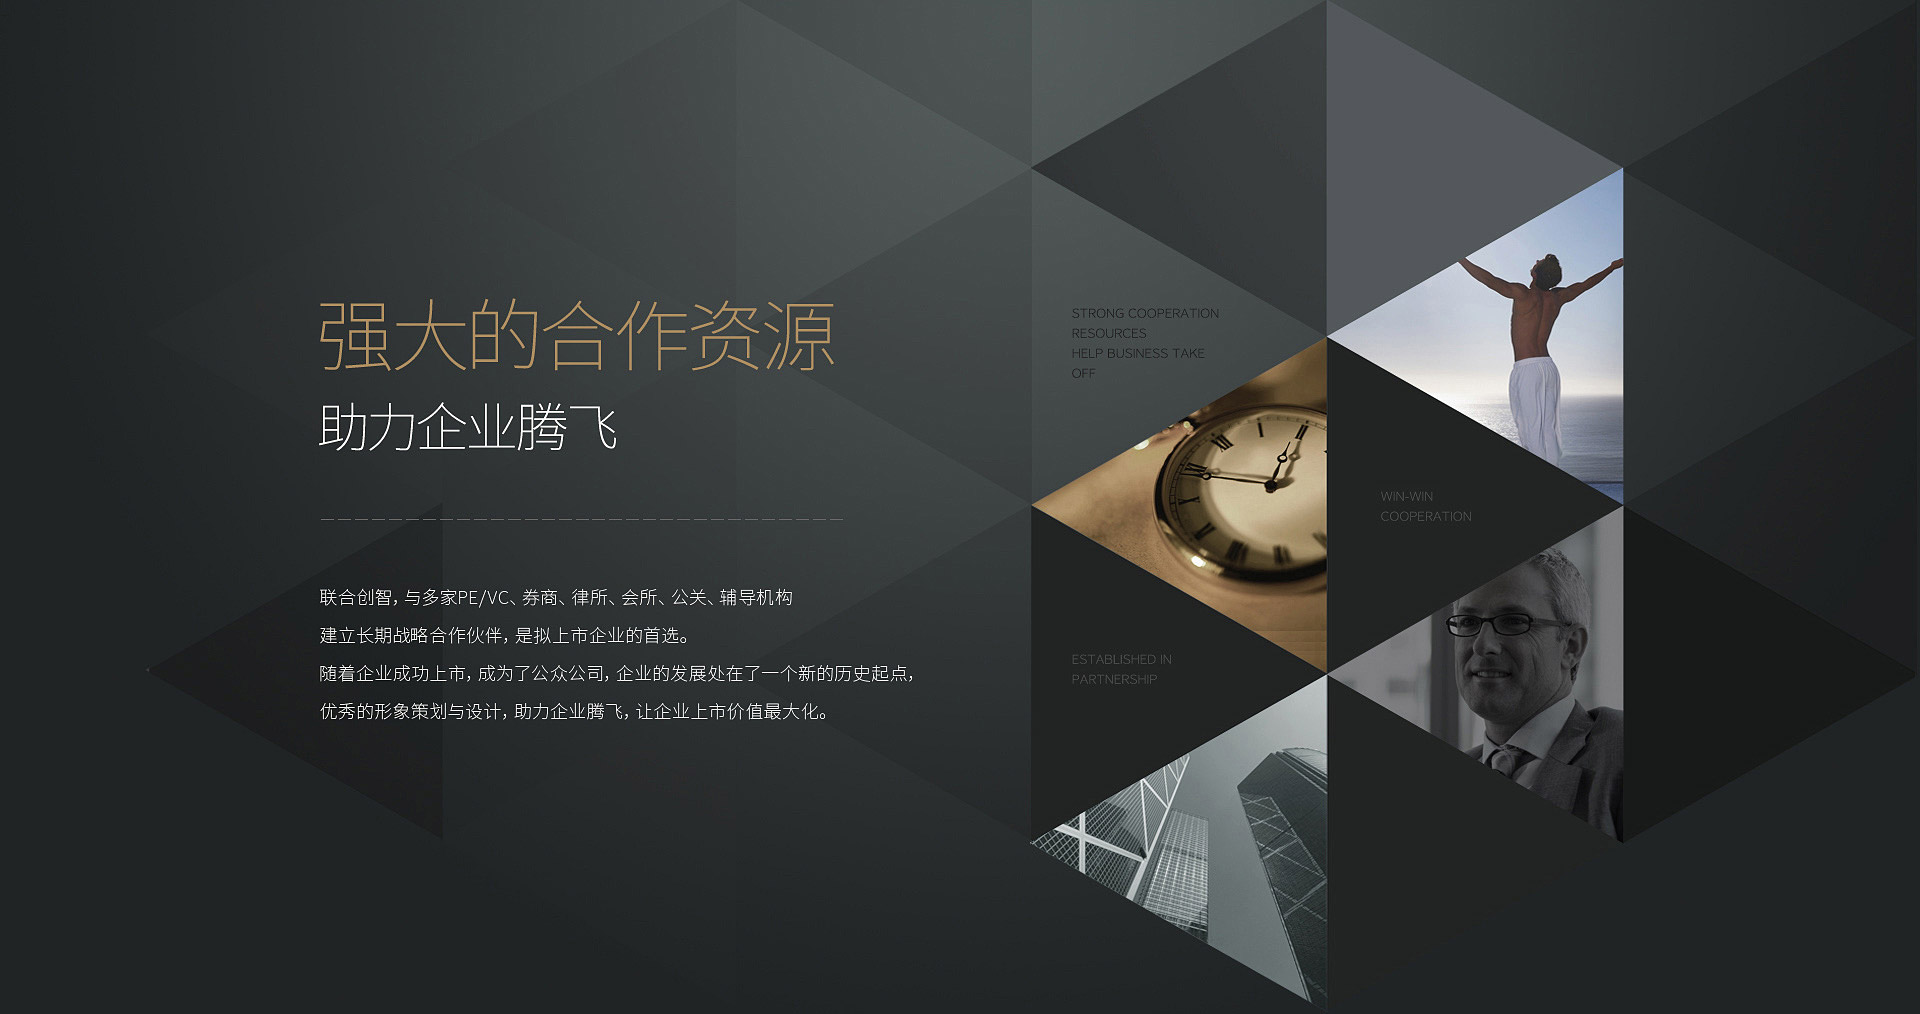 强大的合作资源
助力企业腾飞
联合创智，与多家PE/VC、券商、律所、会所、公关、辅导机构
建立长期战略合作伙伴，是拟上市企业的首选。
随着企业成功上市，成为了公众公司，企业的发展处在了一个新的历史起点，
优秀的形象策划与设计，助力企业腾飞，让企业上市价值最大化。
STRONG COOPERATION
RESOURCES
HELP BUSINESS TAKE
OFF
WIN-WIN
COOPERATION
ESTABLISHED IN
PARTNERSHIP